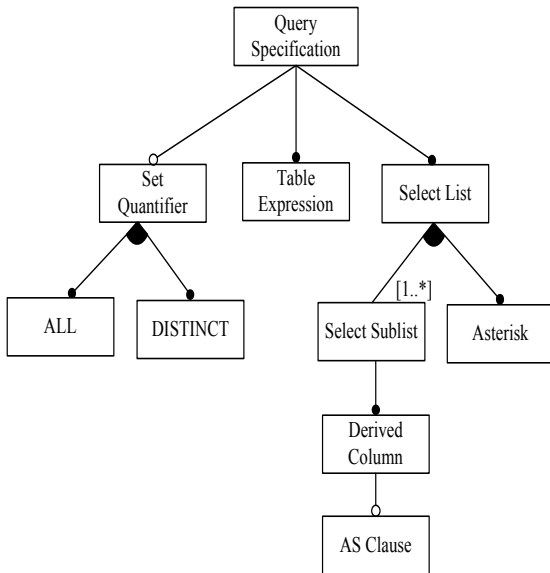 Query
Specification
Set
Quantifier
Table
Expression
Select List
[1..*]
ALL
DISTINCT
Select Sublist
Asterisk
Derived
Column
AS Clause